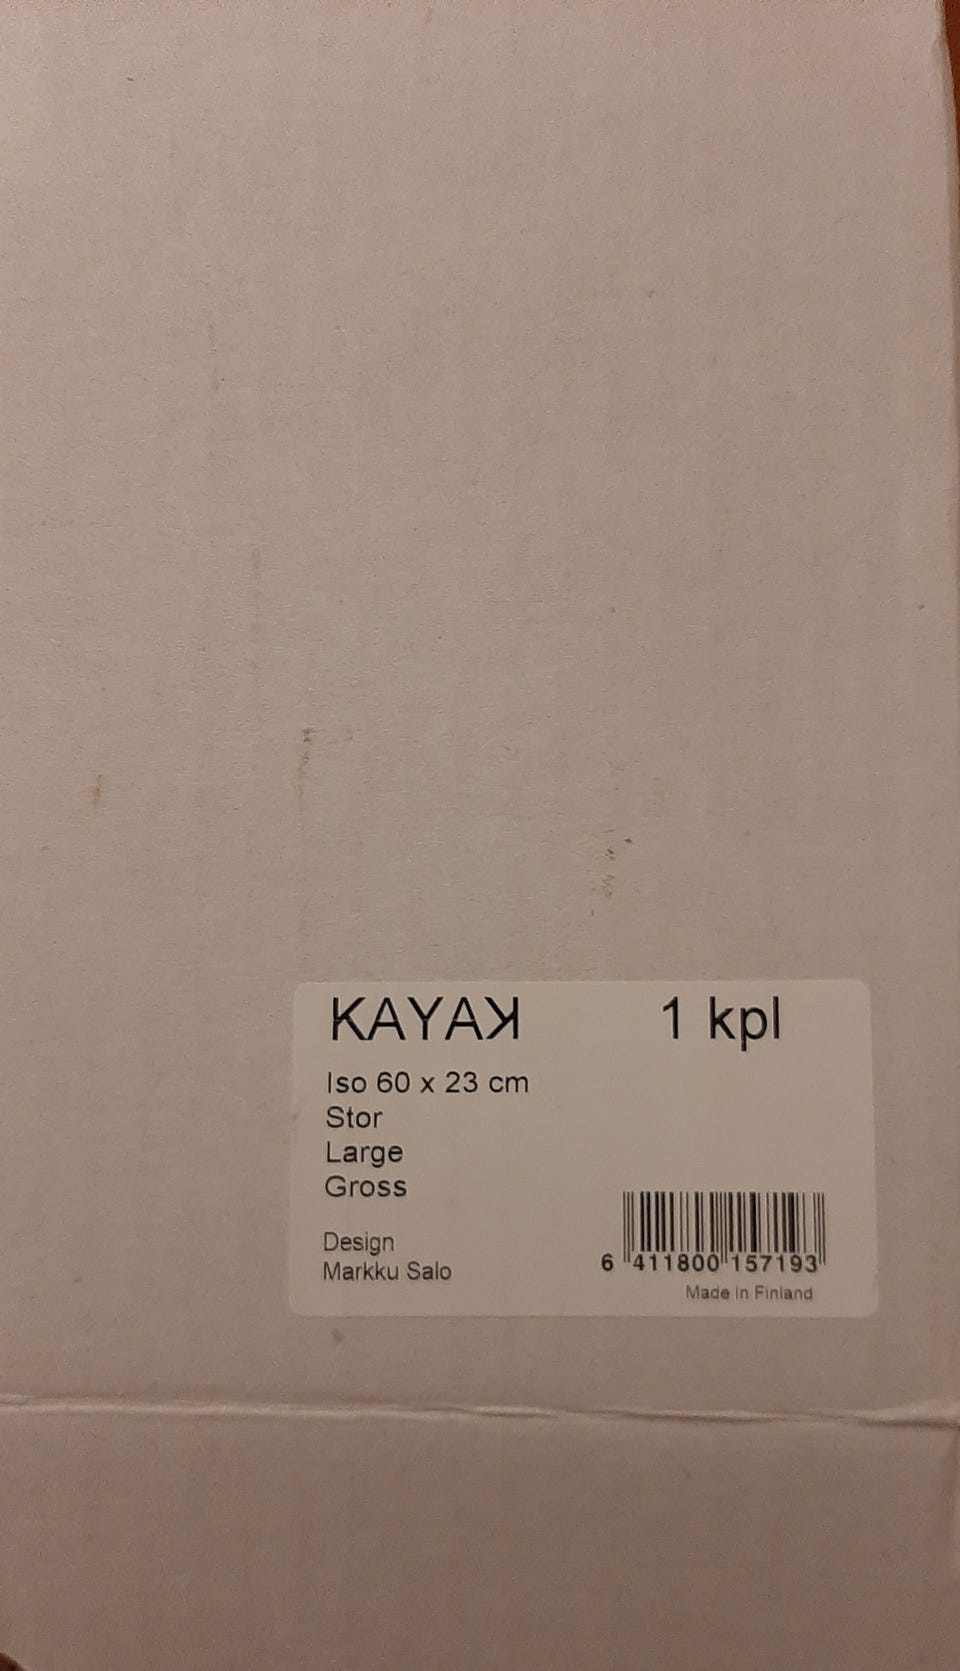 KAYAK 1 kpl
Iso 60 x 23 cm
Stor
Large
Gross
Design
Markku Salo
6 411800 157193
Made in Finland